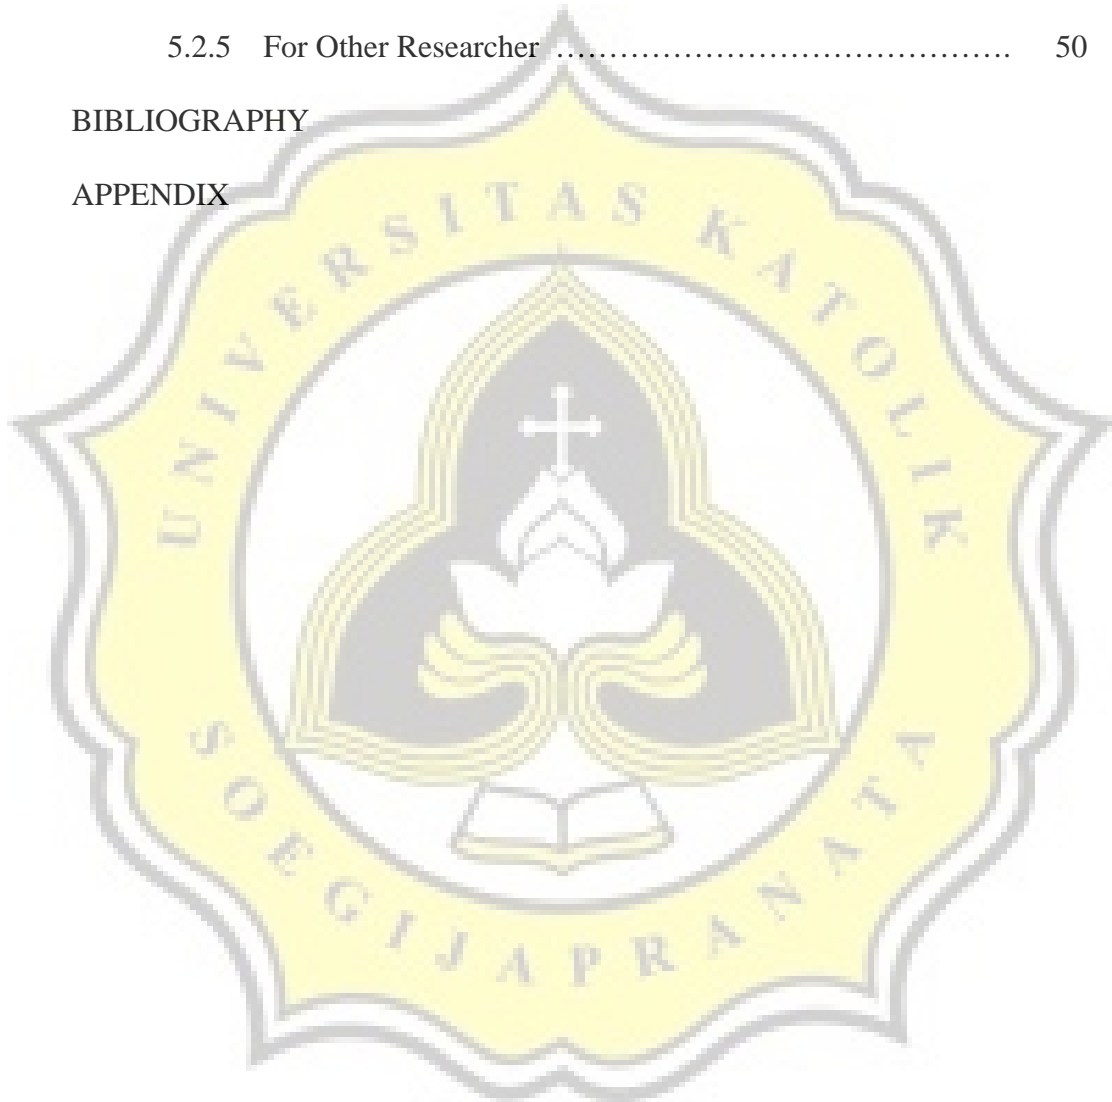 5.2.5 For Other Researcher ………………………………………. 50
BIBLIOGRAPHY
APPENDIX
UNIVERSITAS KATOLIK
SOEGIJAPRANATA